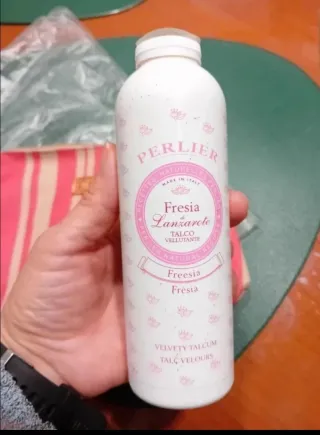 PERLIER
MADE IN ITALY
Fresia
di
Lanzarote
TALCO
VELLUTANTE
Freesia
Frésia
VELVETY TALCUM
TALC VELOURS